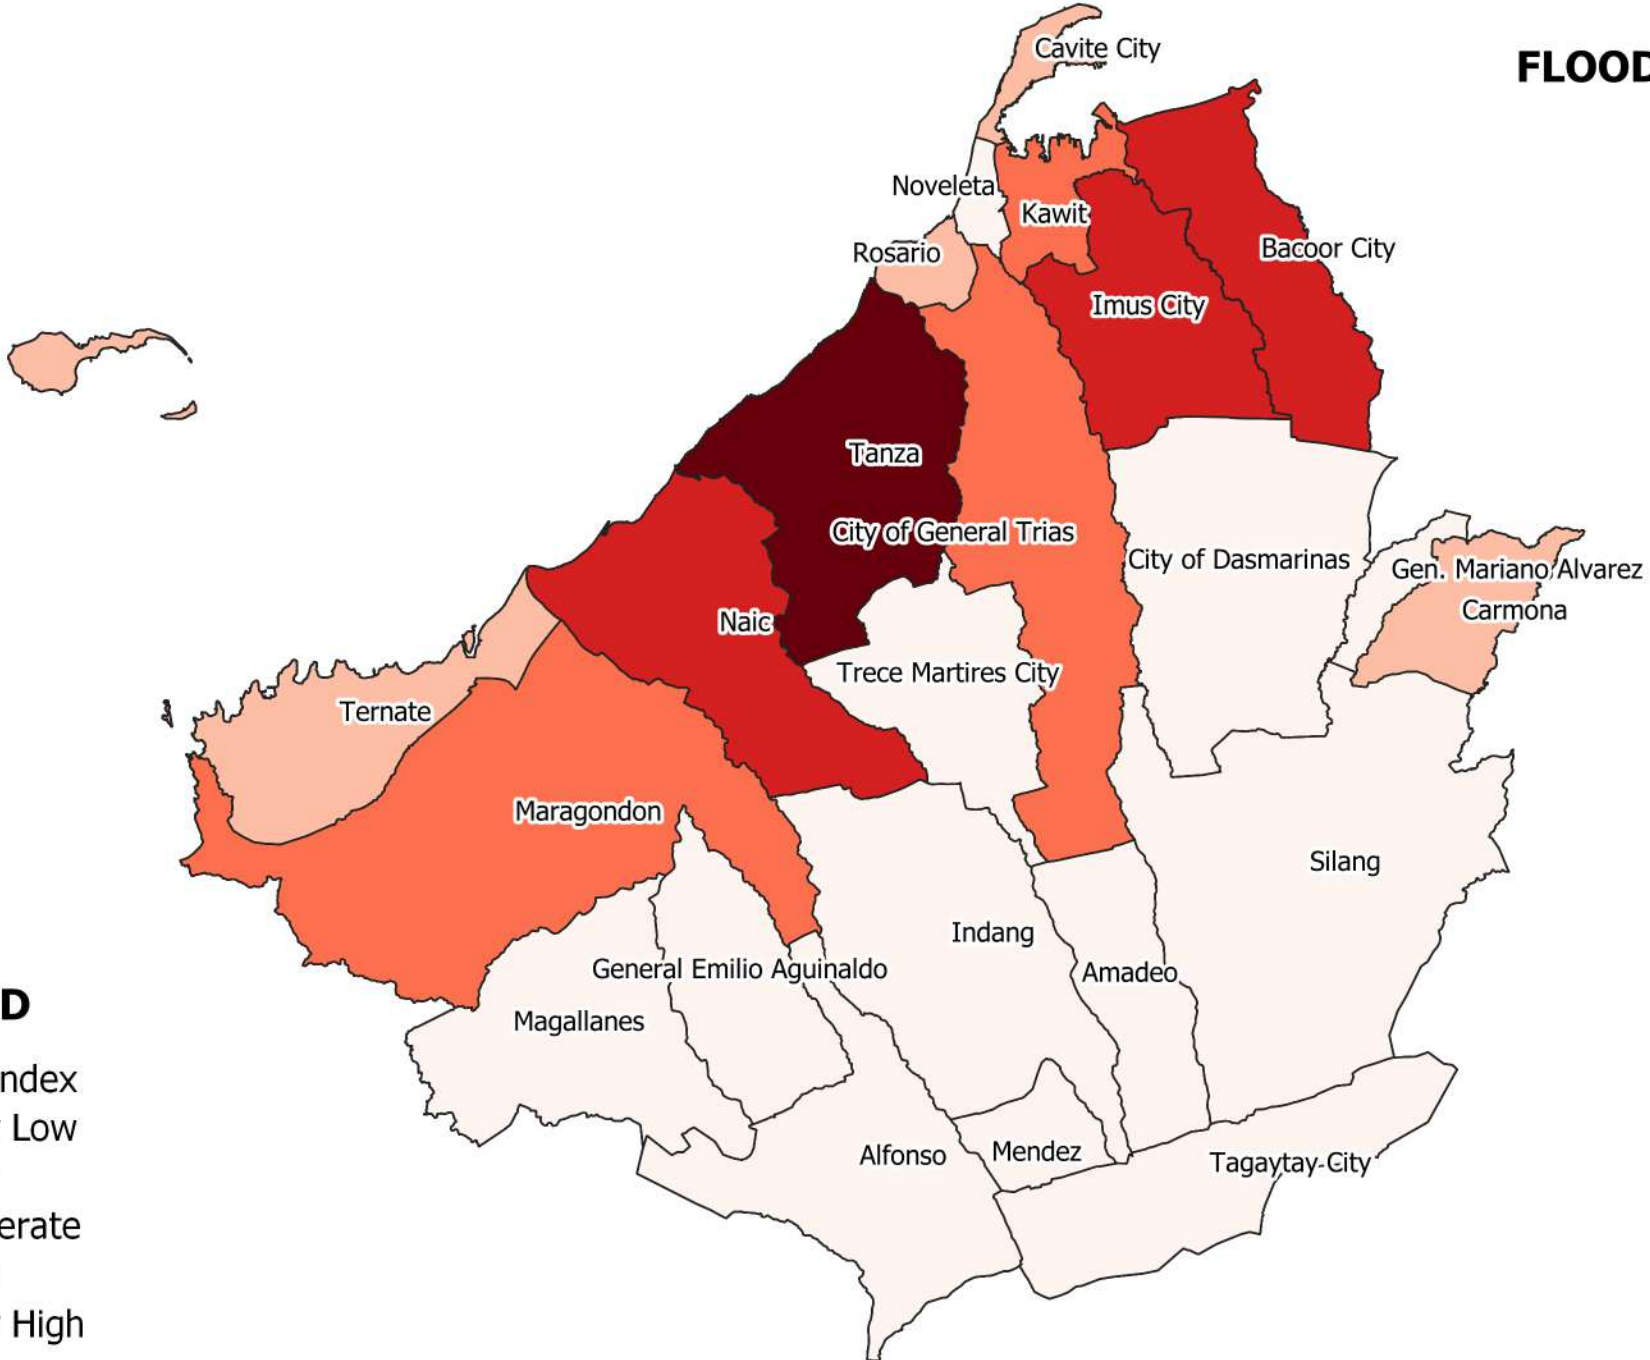 Cavite City
FLOOD
Noveleta
Kawit
Rosario
Bacoor City
Imus City
Tanza
City of General Trias
City of Dasmarinas
Gen. Mariano Alvarez
Carmona
Naic
Trece Martires City
Ternate
Maragondon
Silang
Indang
General Emilio Aguinaldo
Amadeo
Magallanes
Alfonso
Mendez
Tagaytay City
D
ndex
Low
erate
High